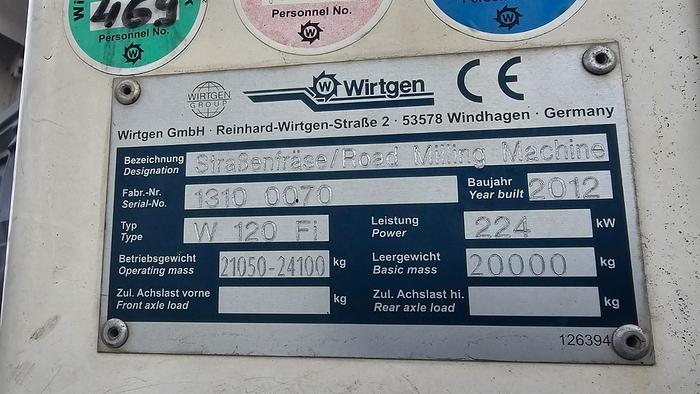 469
Personnel No.
Personnel No.
Personnel No.
WIRTGEN
GROUP
W Wirtgen CE
Wirtgen GmbH · Reinhard-Wirtgen-Straße 2 · 53578 Windhagen · Germany
Bezeichnung
Designation
Straßenfräse/Road Milling Machine
Fabr.-Nr.
Serial-No.
1310 0070
Baujahr
Year built
2012
Typ
Type
W 120 Fi
Leistung
Power
224 kW
Betriebsgewicht
Operating mass
21050-24100 kg
Leergewicht
Basic mass
20000 kg
Zul. Achslast vorne
Front axle load
kg
Zul. Achslast hi.
Rear axle load
kg
126394